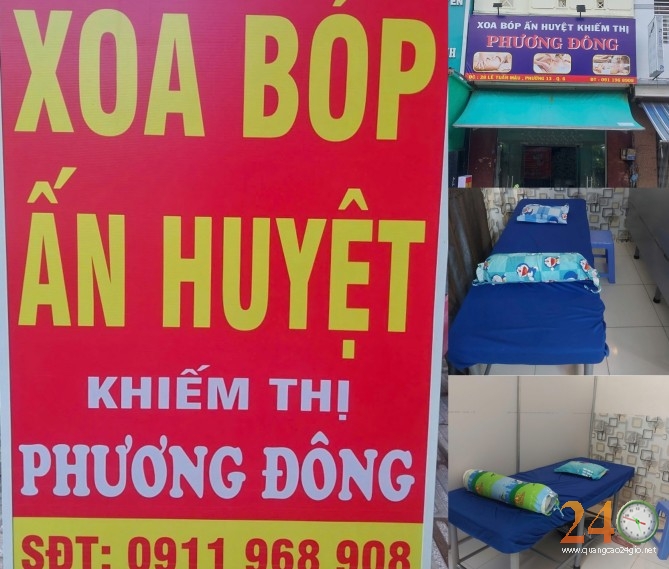 XOA BÓP
ẤN HUYỆT
KHIẾM THỊ
PHƯƠNG ĐÔNG
SĐT: 0911 968 908
XOA BÓP ẤN HUYỆT KHIẾM THỊ
PHƯƠNG ĐÔNG
24
www.quangcao24gio.net